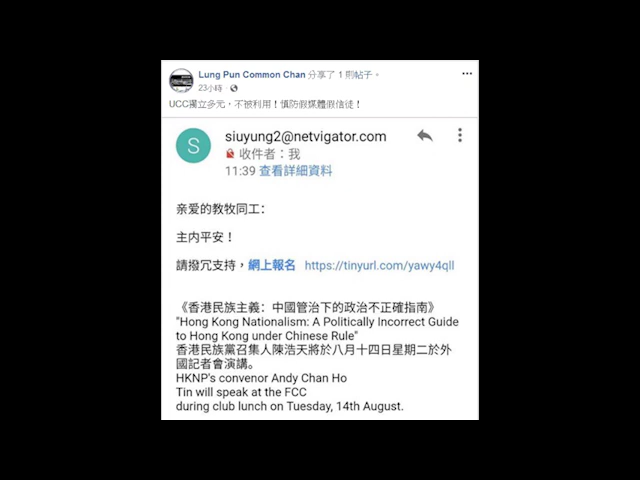 Lung Pun Common Chan 分享了 1 則帖子。
23小時 ·
UCC獨立多元，不被利用！慎防假媒體假信徒！
S
siuyung2@netvigator.com
收件者：我
11:39 查看詳細資料
亲爱的教牧同工：
主内平安！
請撥冗支持，網上報名 https://tinyurl.com/yawy4qll
《香港民族主義：中國管治下的政治不正確指南》
"Hong Kong Nationalism: A Politically Incorrect Guide
to Hong Kong under Chinese Rule"
香港民族黨召集人陳浩天將於八月十四日星期二於外
國記者會演講。
HKNP's convenor Andy Chan Ho
Tin will speak at the FCC
during club lunch on Tuesday, 14th August.